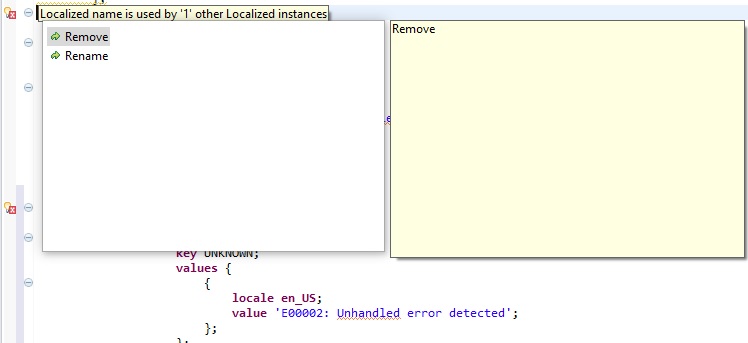 Localized name is used by '1' other Localized instances
Remove
Remove
Rename
key UNKNOWN;
values {
{
locale en_US;
value 'E00002: Unhandled error detected';
};
};